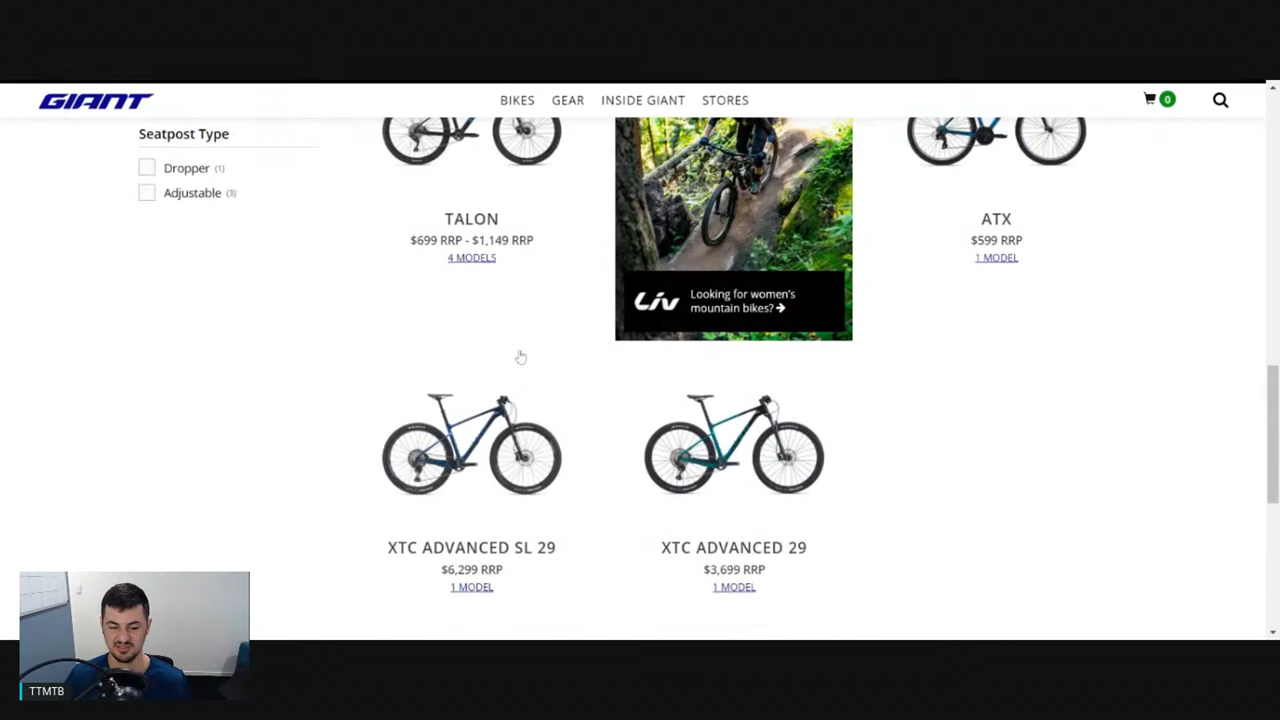 GIANT
BIKES
GEAR
INSIDE GIANT
STORES
0
Seatpost Type
Dropper (1)
Adjustable (3)
TALON
$699 RRP - $1,149 RRP
4 MODELS
Liv
Looking for women's
mountain bikes?
ATX
$599 RRP
1 MODEL
XTC ADVANCED SL 29
$6,299 RRP
1 MODEL
XTC ADVANCED 29
$3,699 RRP
1 MODEL
TTMTB